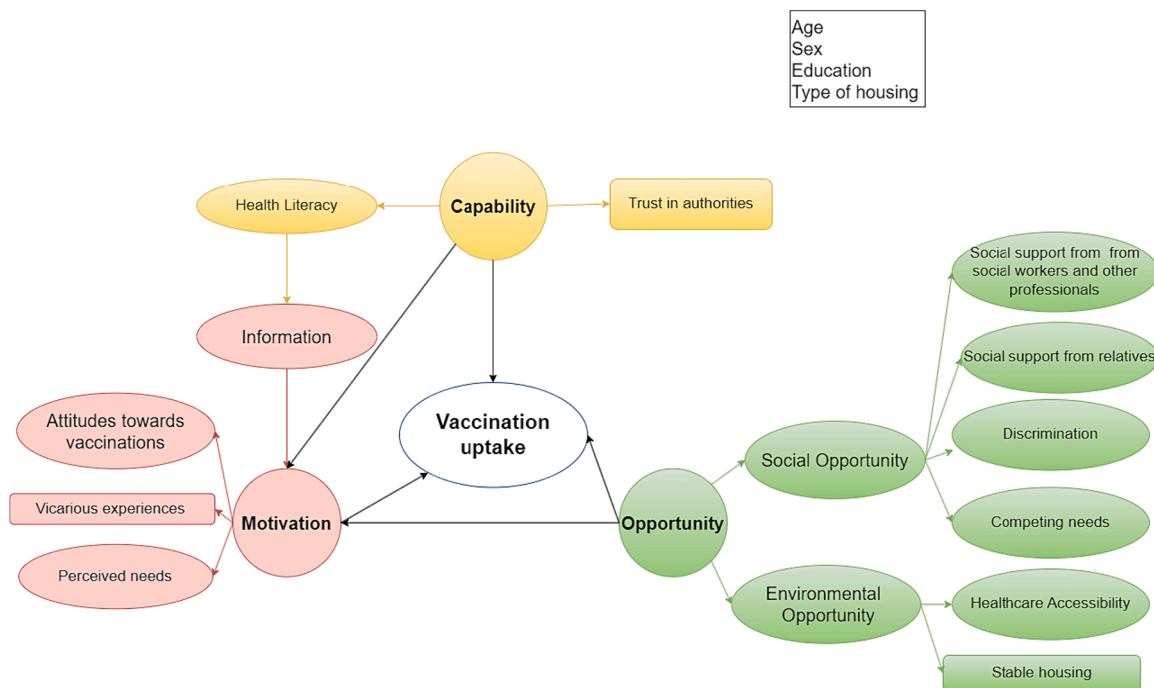 Age
Sex
Education
Type of housing
Health Literacy
Capability
Trust in authorities
Social support from  from
social workers and other
professionals
Information
Social support from relatives
Attitudes towards
vaccinations
Vaccination
uptake
Discrimination
Social Opportunity
Vicarious experiences
Motivation
Opportunity
Competing needs
Perceived needs
Environmental
Opportunity
Healthcare Accessibility
Stable housing